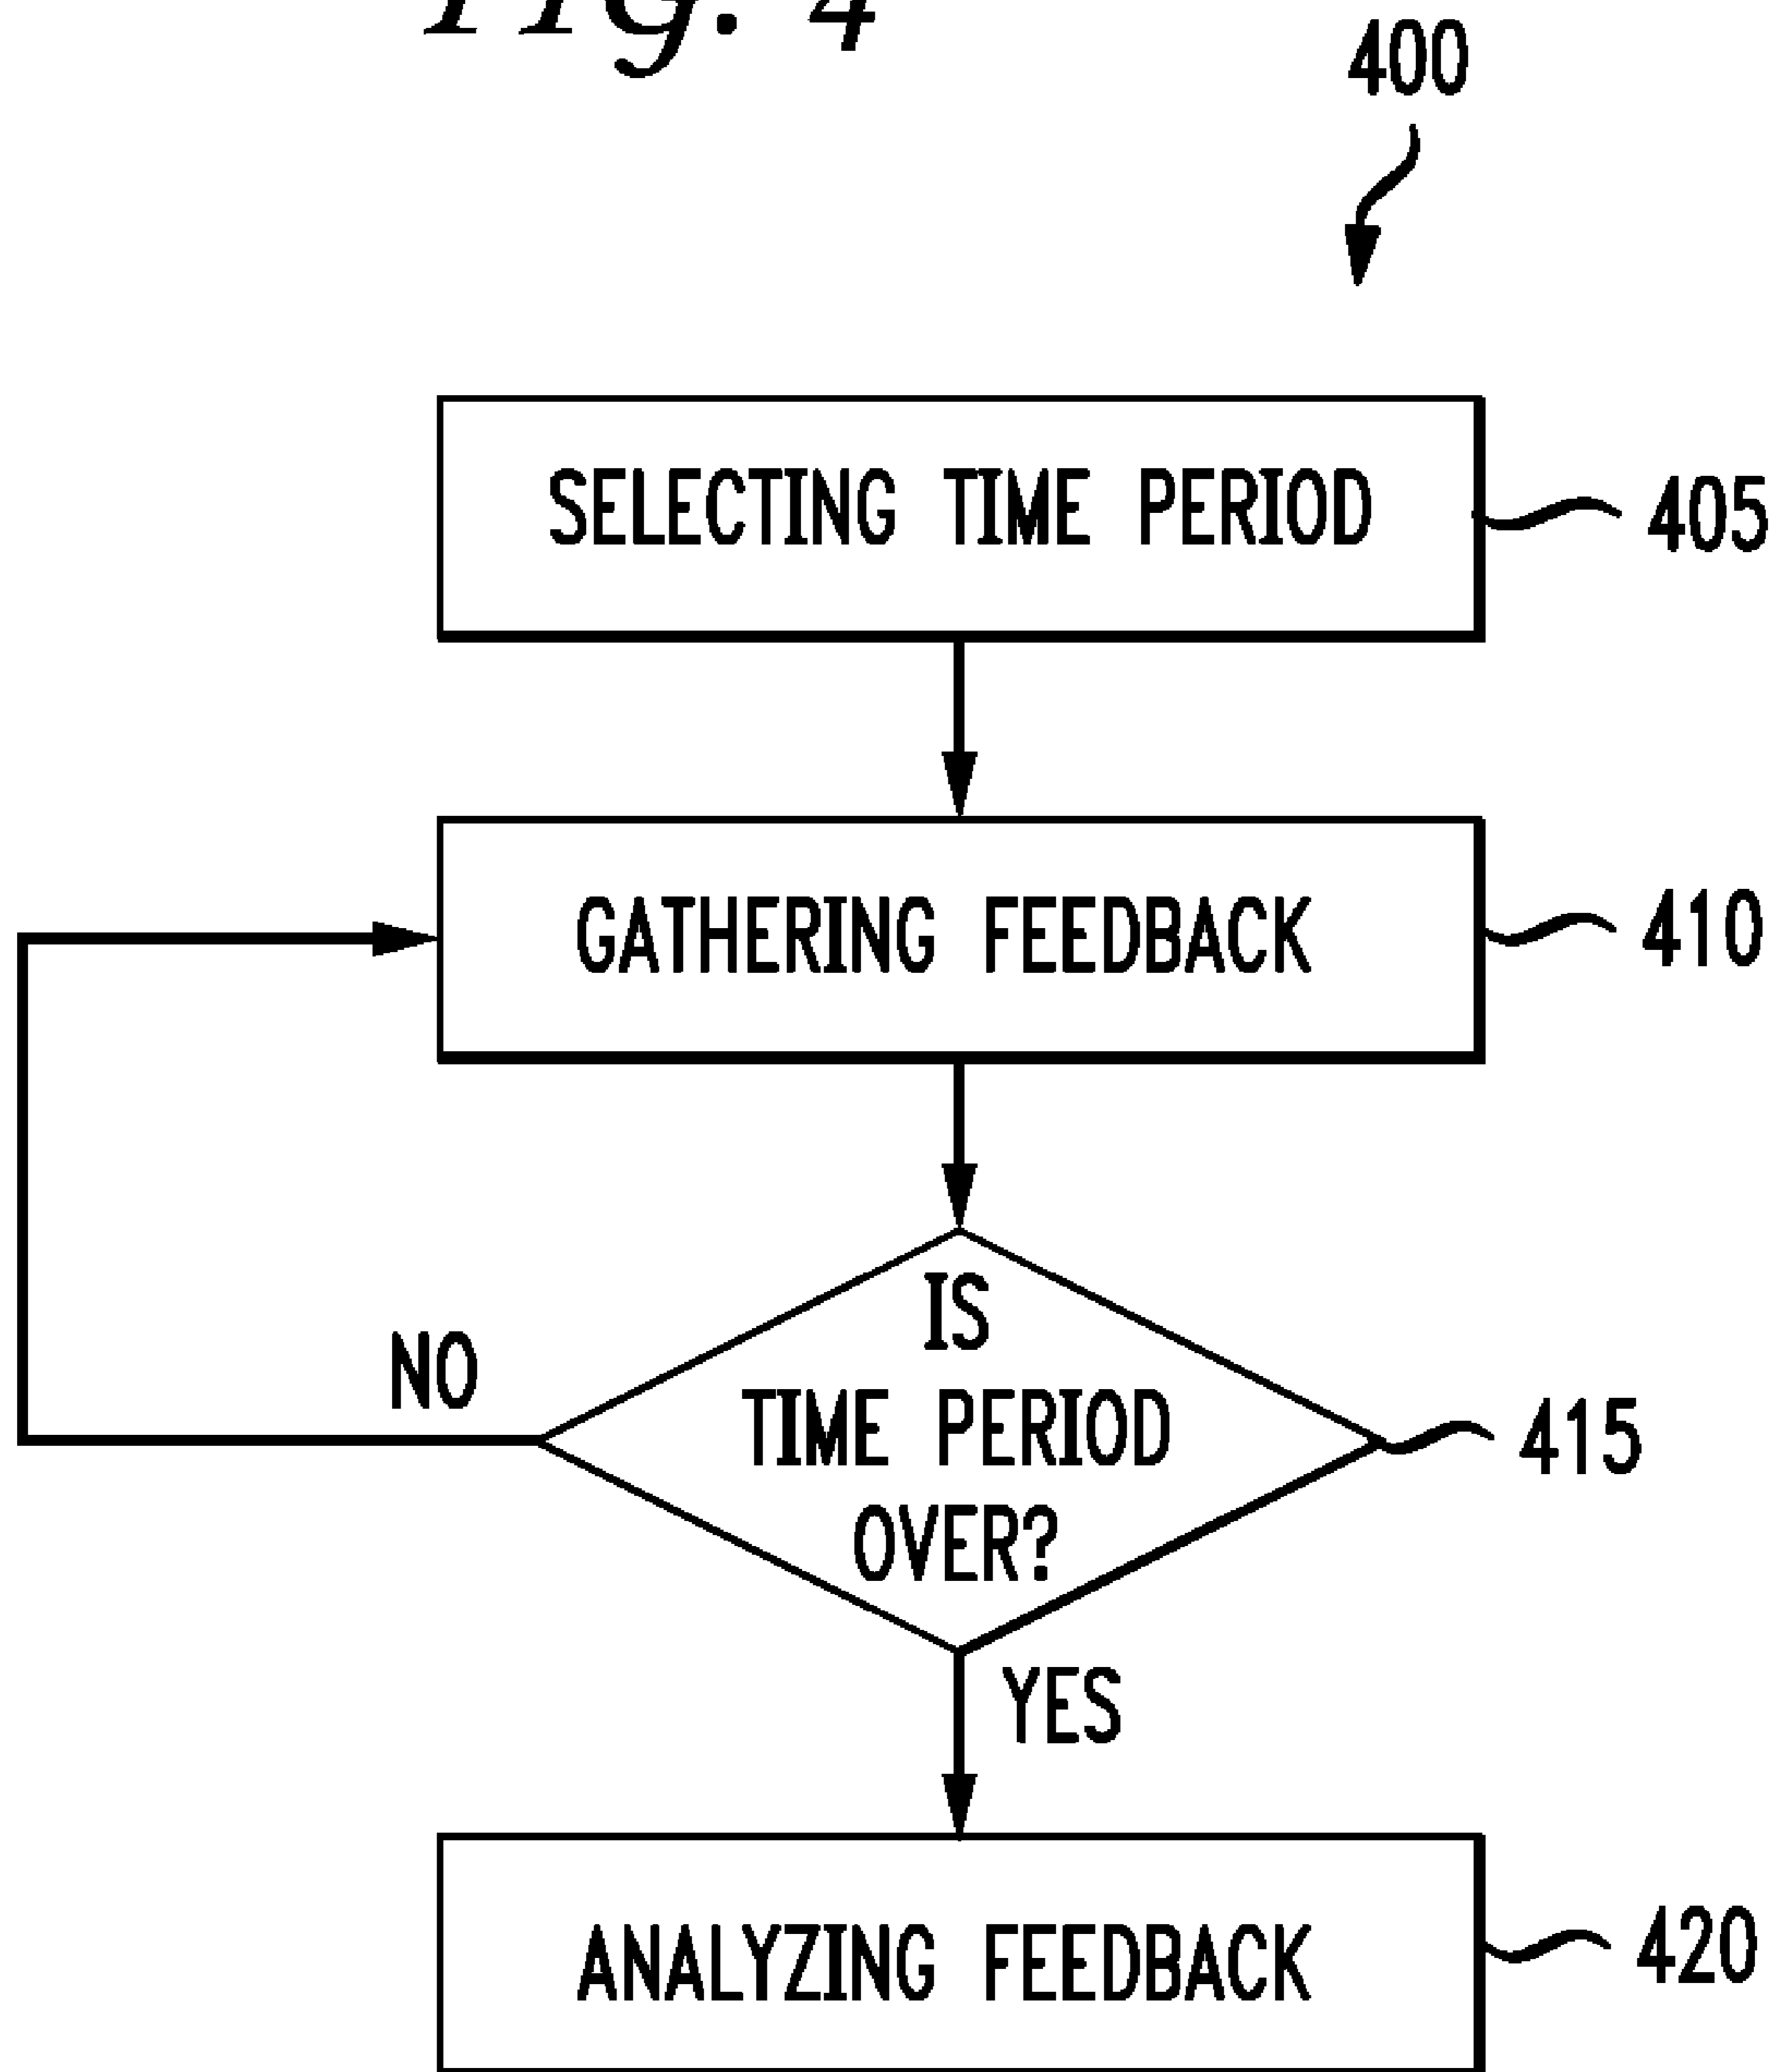 FIG. 4
400
SELECTING TIME PERIOD
405
GATHERING FEEDBACK
410
IS
TIME PERIOD
OVER?
415
NO
YES
ANALYZING FEEDBACK
420